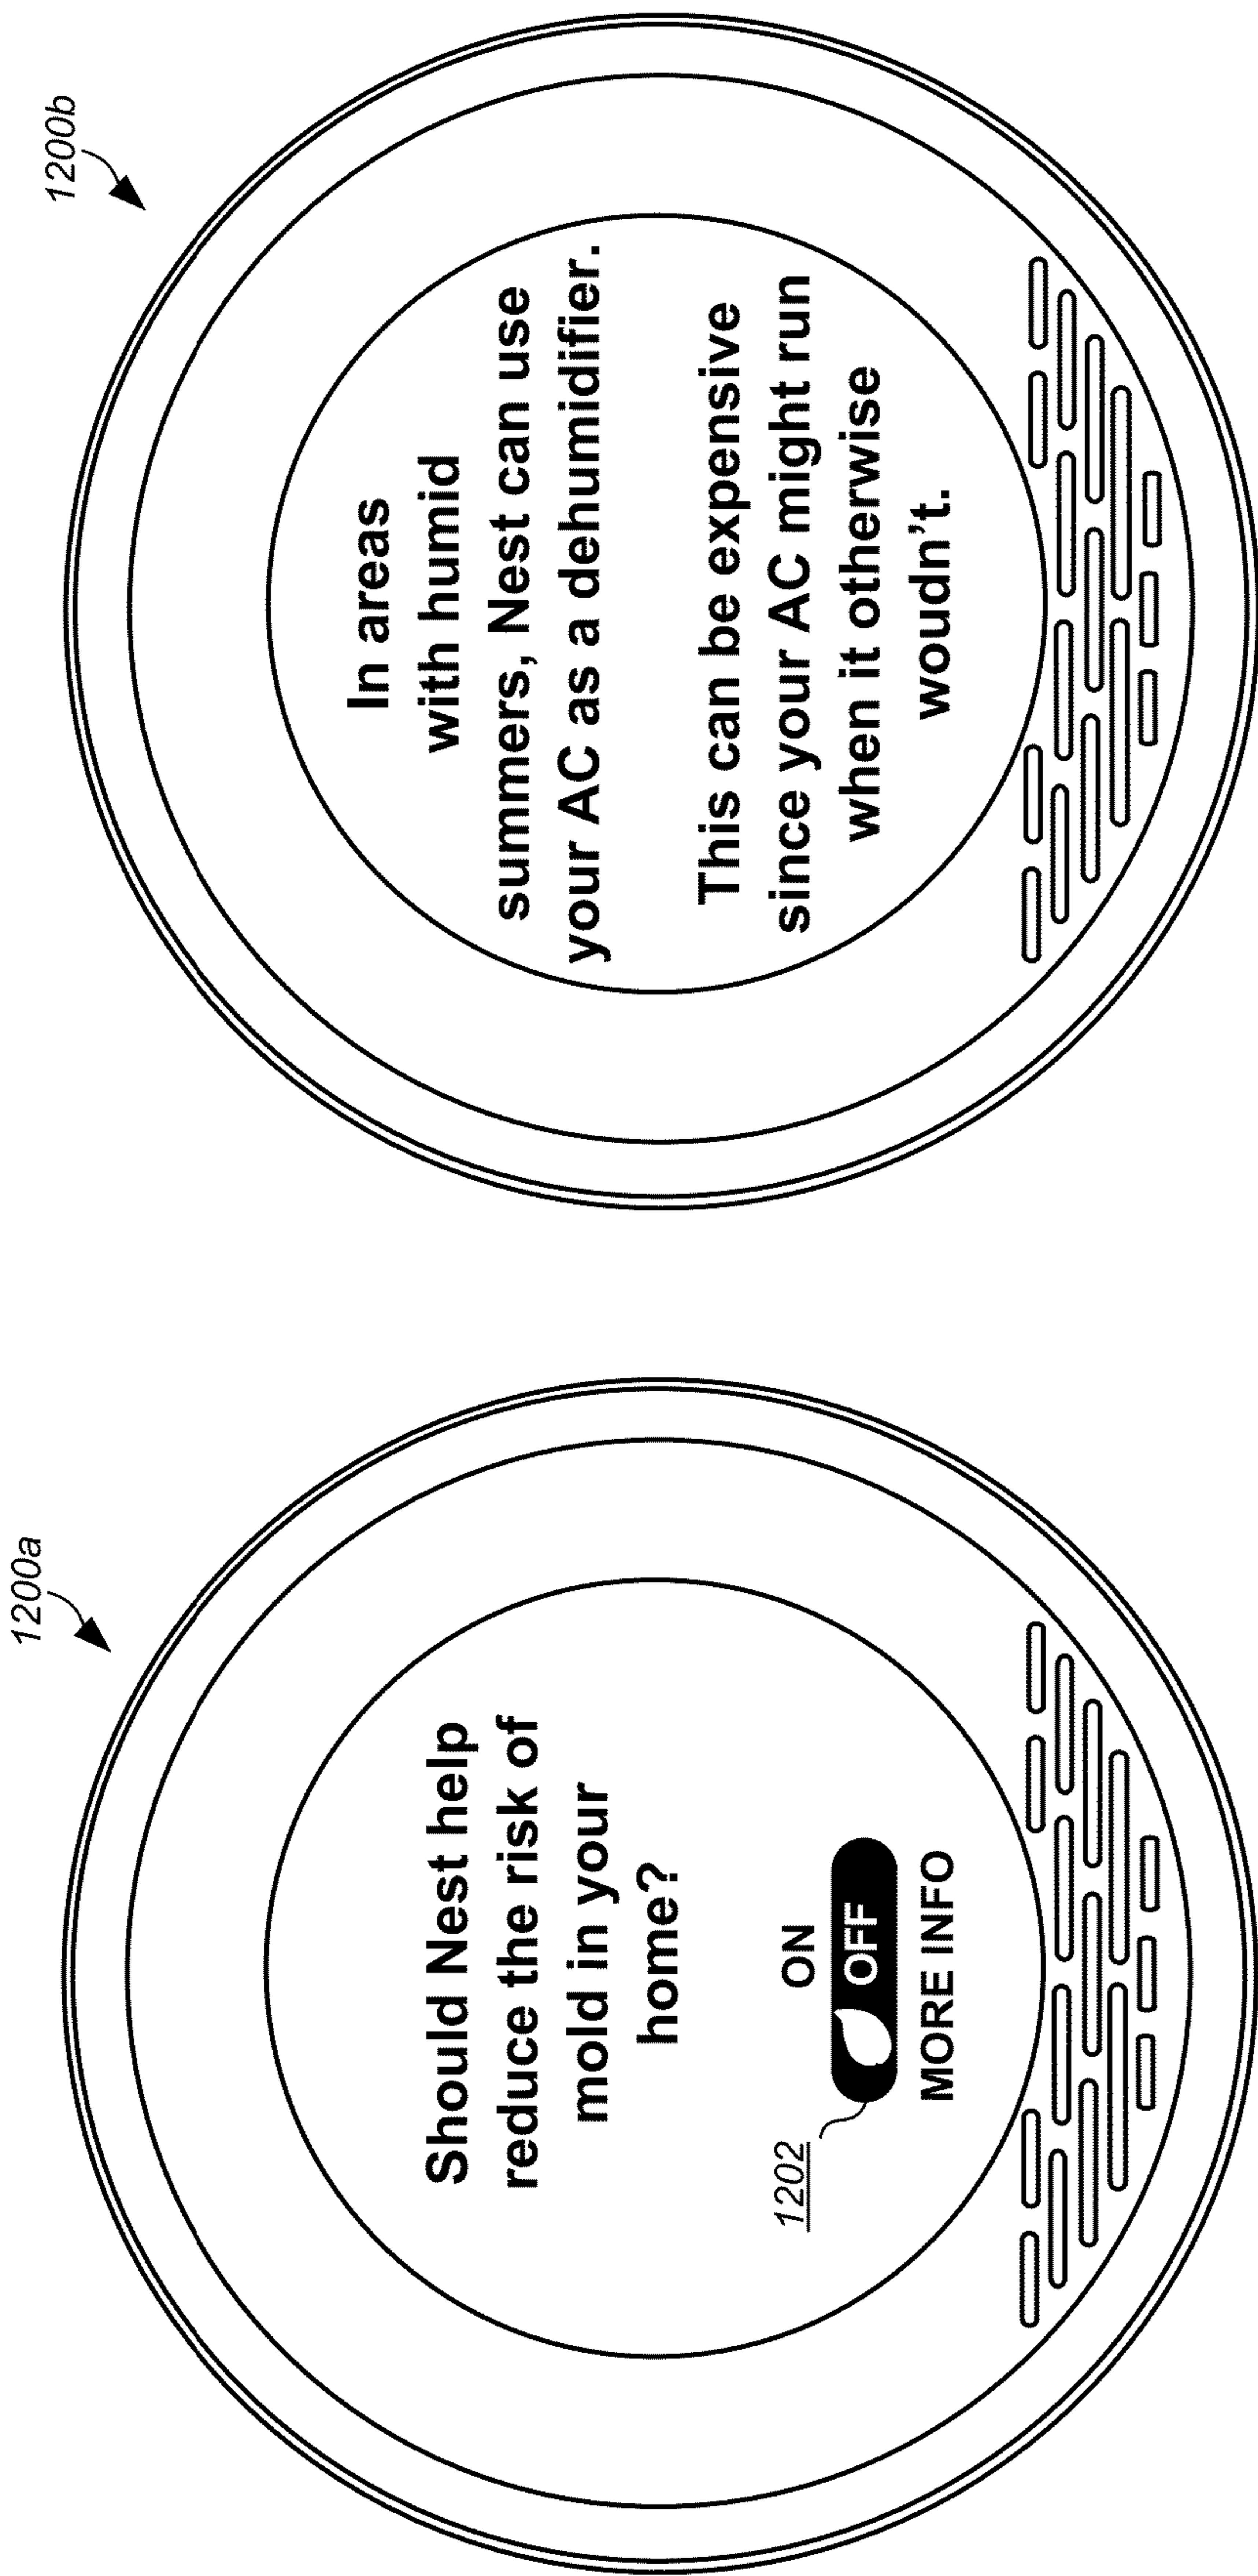 1200a
Should Nest help
reduce the risk of
mold in your
home?
ON
OFF
MORE INFO
1202
1200b
In areas
with humid
summers, Nest can use
your AC as a dehumidifier.
This can be expensive
since your AC might run
when it otherwise
woudn't.